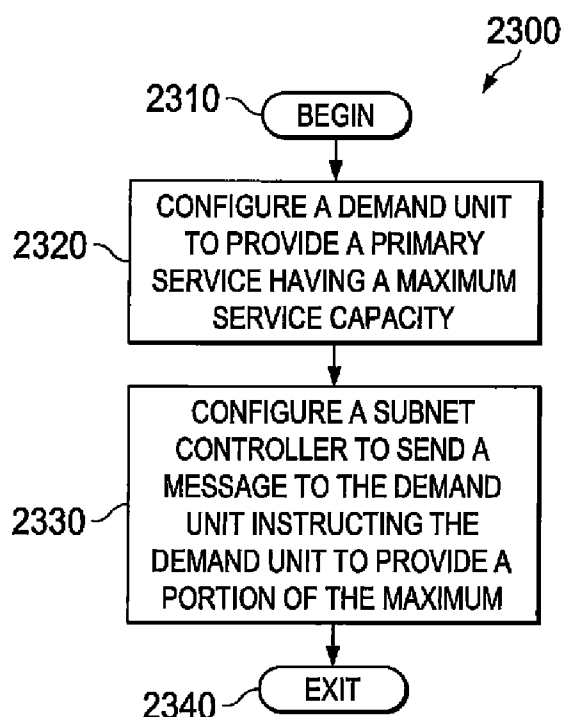 2300
2310
BEGIN
2320
CONFIGURE A DEMAND UNIT
TO PROVIDE A PRIMARY
SERVICE HAVING A MAXIMUM
SERVICE CAPACITY
2330
CONFIGURE A SUBNET
CONTROLLER TO SEND A
MESSAGE TO THE DEMAND
UNIT INSTRUCTING THE
DEMAND UNIT TO PROVIDE A
PORTION OF THE MAXIMUM
2340
EXIT